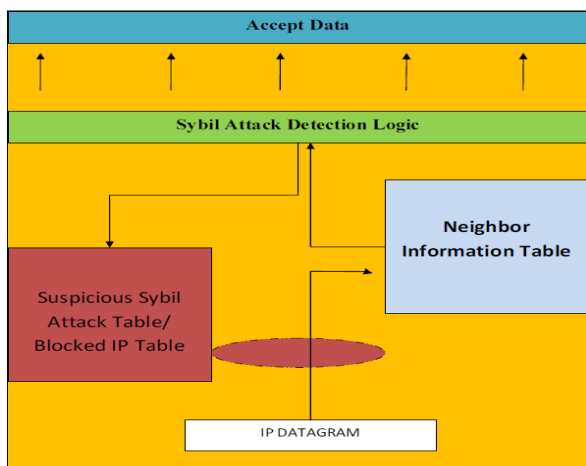 Accept Data
Sybil Attack Detection Logic
Neighbor
Information Table
Suspicious Sybil
Attack Table/
Blocked IP Table
IP DATAGRAM